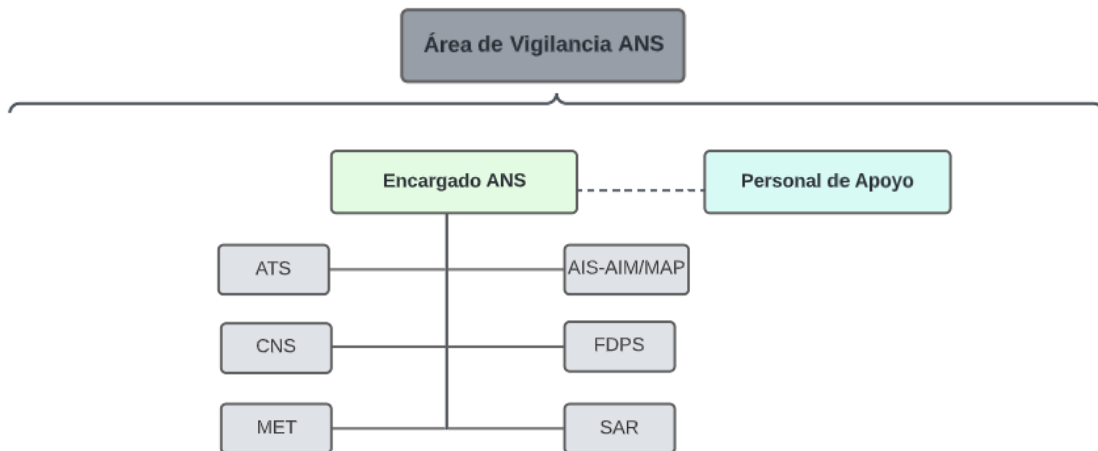 Área de Vigilancia ANS
Encargado ANS
Personal de Apoyo
ATS
AIS-AIM/MAP
CNS
FDPS
MET
SAR